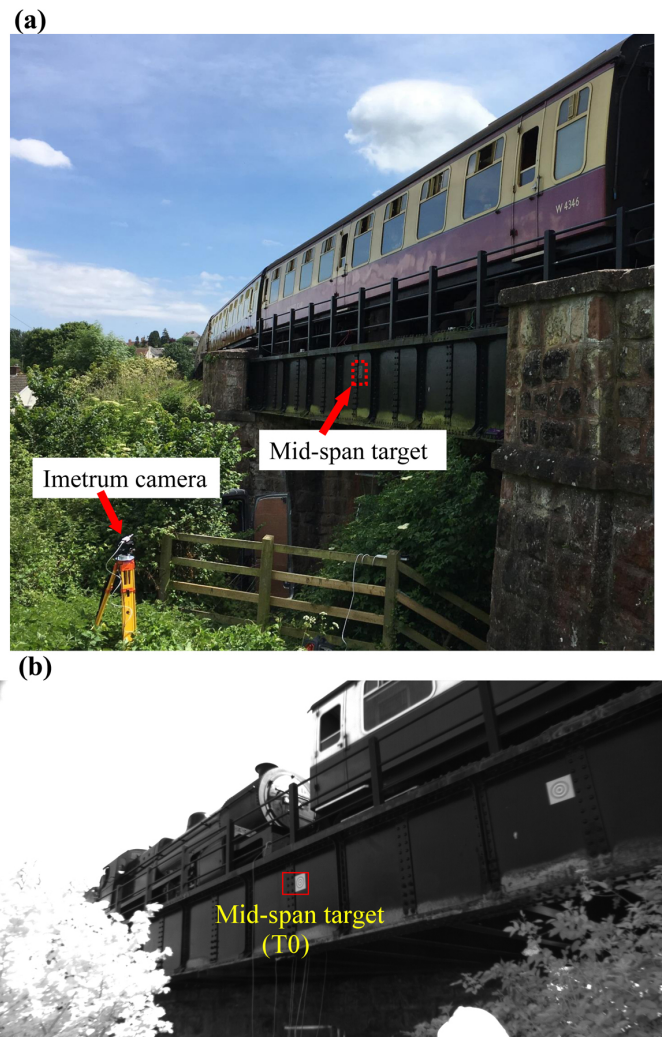 (a)
W 4346
Mid-span target
Imetrum camera
(b)
Mid-span target
(T0)